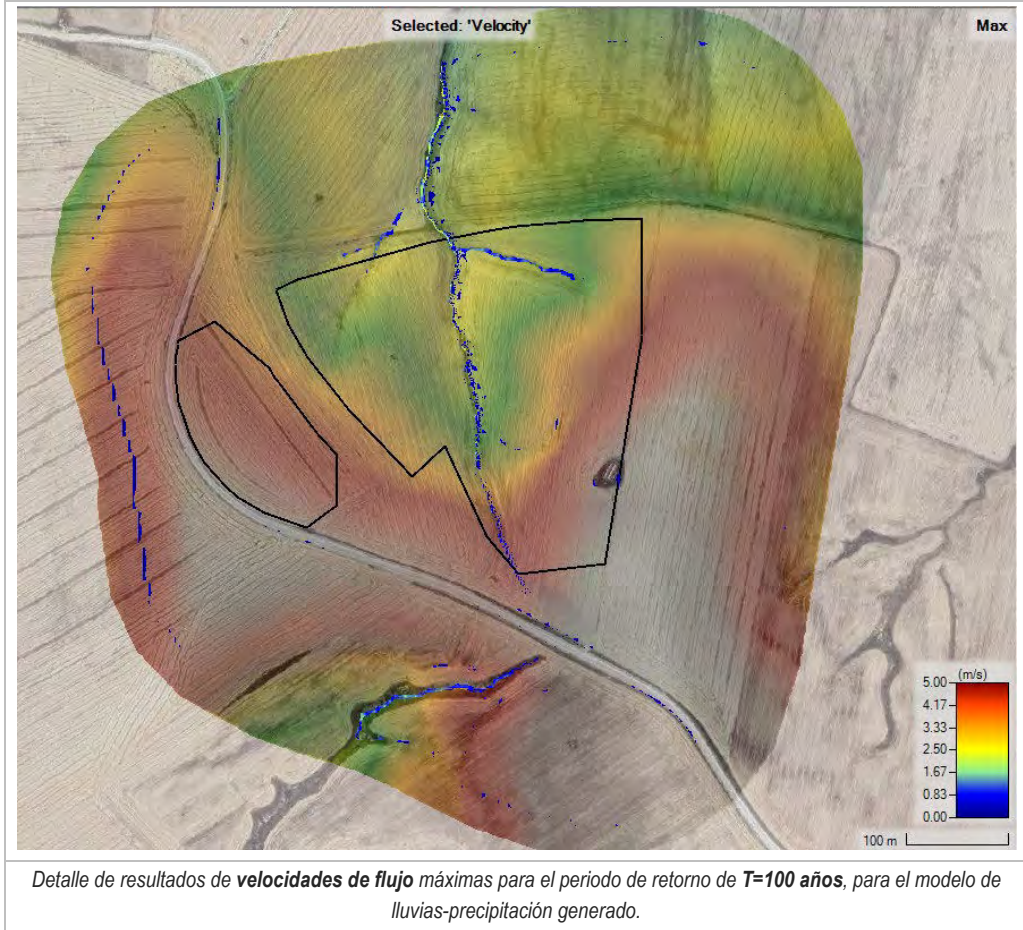 Selected: 'Velocity'
Max
(m/s)
5.00
4.17
3.33
2.50
1.67
0.83
0.00
100 m
Detalle de resultados de velocidades de flujo máximas para el periodo de retorno de T=100 años, para el modelo de
lluvias-precipitación generado.